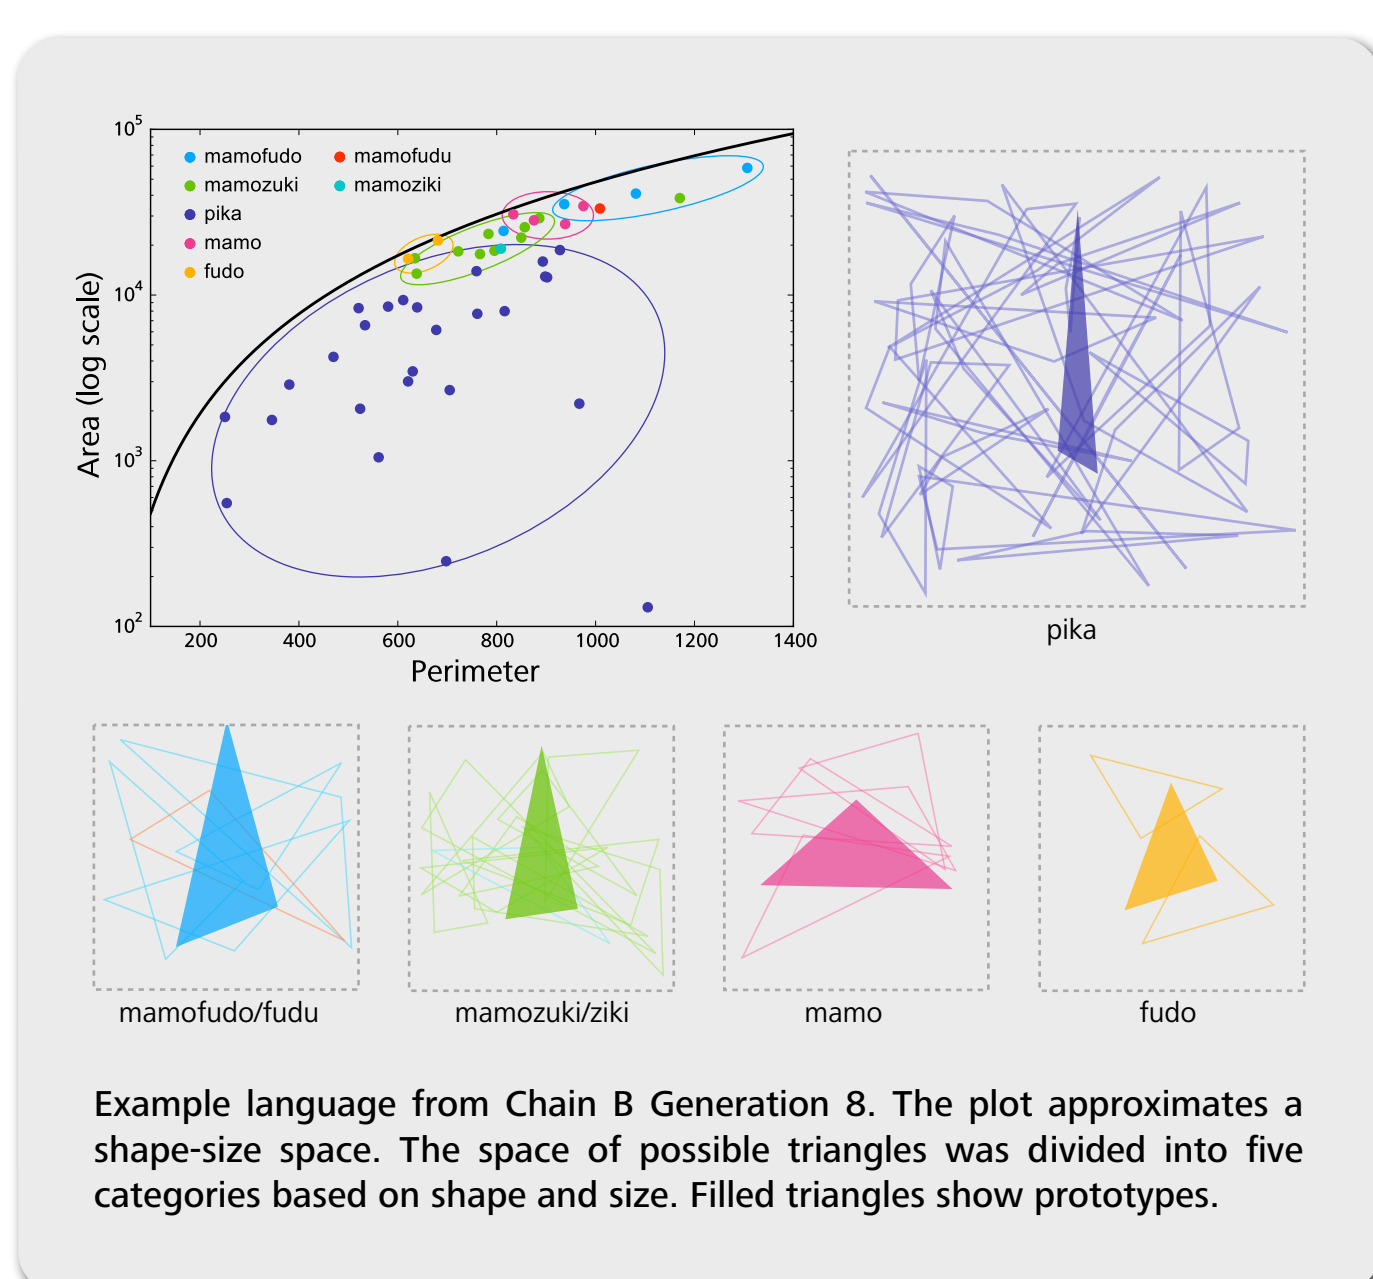 10^5
mamofudo
mamofudu
mamozuki
mamoziki
pika
mamo
fudo
10^4
10^3
10^2
Area (log scale)
200 400 600 800 1000 1200 1400
Perimeter
pika
mamofudo/fudu
mamozuki/ziki
mamo
fudo
Example language from Chain B Generation 8. The plot approximates a
shape-size space. The space of possible triangles was divided into five
categories based on shape and size. Filled triangles show prototypes.